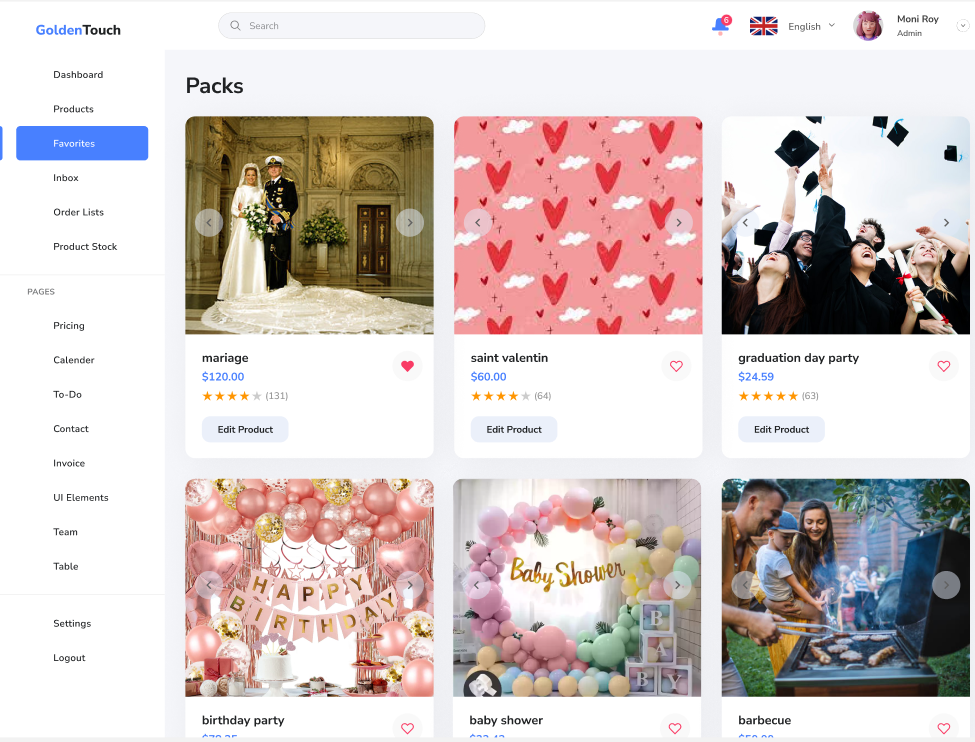 GoldenTouch
Search
6
English
Moni Roy
Admin
Dashboard
Products
Favorites
Inbox
Order Lists
Product Stock
PAGES
Pricing
Calender
To-Do
Contact
Invoice
UI Elements
Team
Table
Settings
Logout
Packs
mariage
$120.00
(131)
Edit Product
saint valentin
$60.00
(64)
Edit Product
graduation day party
$24.59
(63)
Edit Product
HAPPY
BIRTHDAY
birthday party
Baby Shower
B
A
B Y
baby shower
barbecue